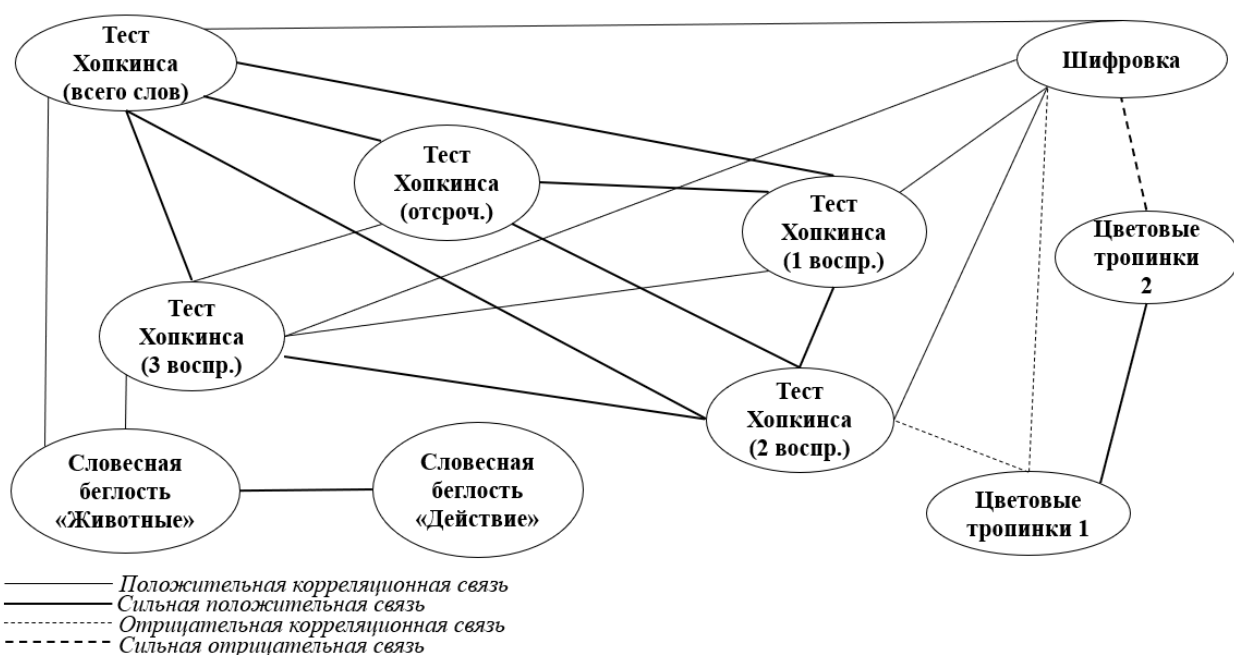 Тест
Хопкинса
(всего слов)
Шифровка
Тест
Хопкинса
(отсроч.)
Тест
Хопкинса
(1 воспр.)
Цветовые
тропинки
2
Тест
Хопкинса
(3 воспр.)
Тест
Хопкинса
(2 воспр.)
Словесная
беглость
«Животные»
Словесная
беглость
«Действие»
Цветовые
тропинки 1
Положительная корреляционная связь
Сильная положительная связь
Отрицательная корреляционная связь
Сильная отрицательная связь